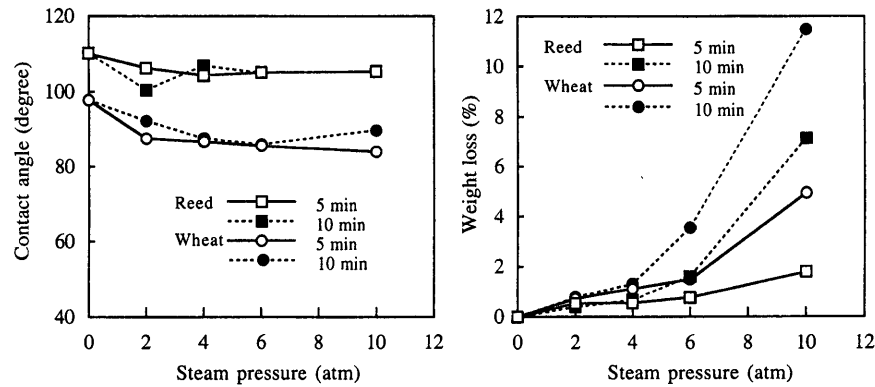 120
100
80
60
40
Contact angle (degree)
Reed 5 min
10 min
Wheat 5 min
10 min
0 2 4 6 8 10 12
Steam pressure (atm)
12
10
8
6
4
2
0
Weight loss (%)
Reed 5 min
10 min
Wheat 5 min
10 min
0 2 4 6 8 10 12
Steam pressure (atm)